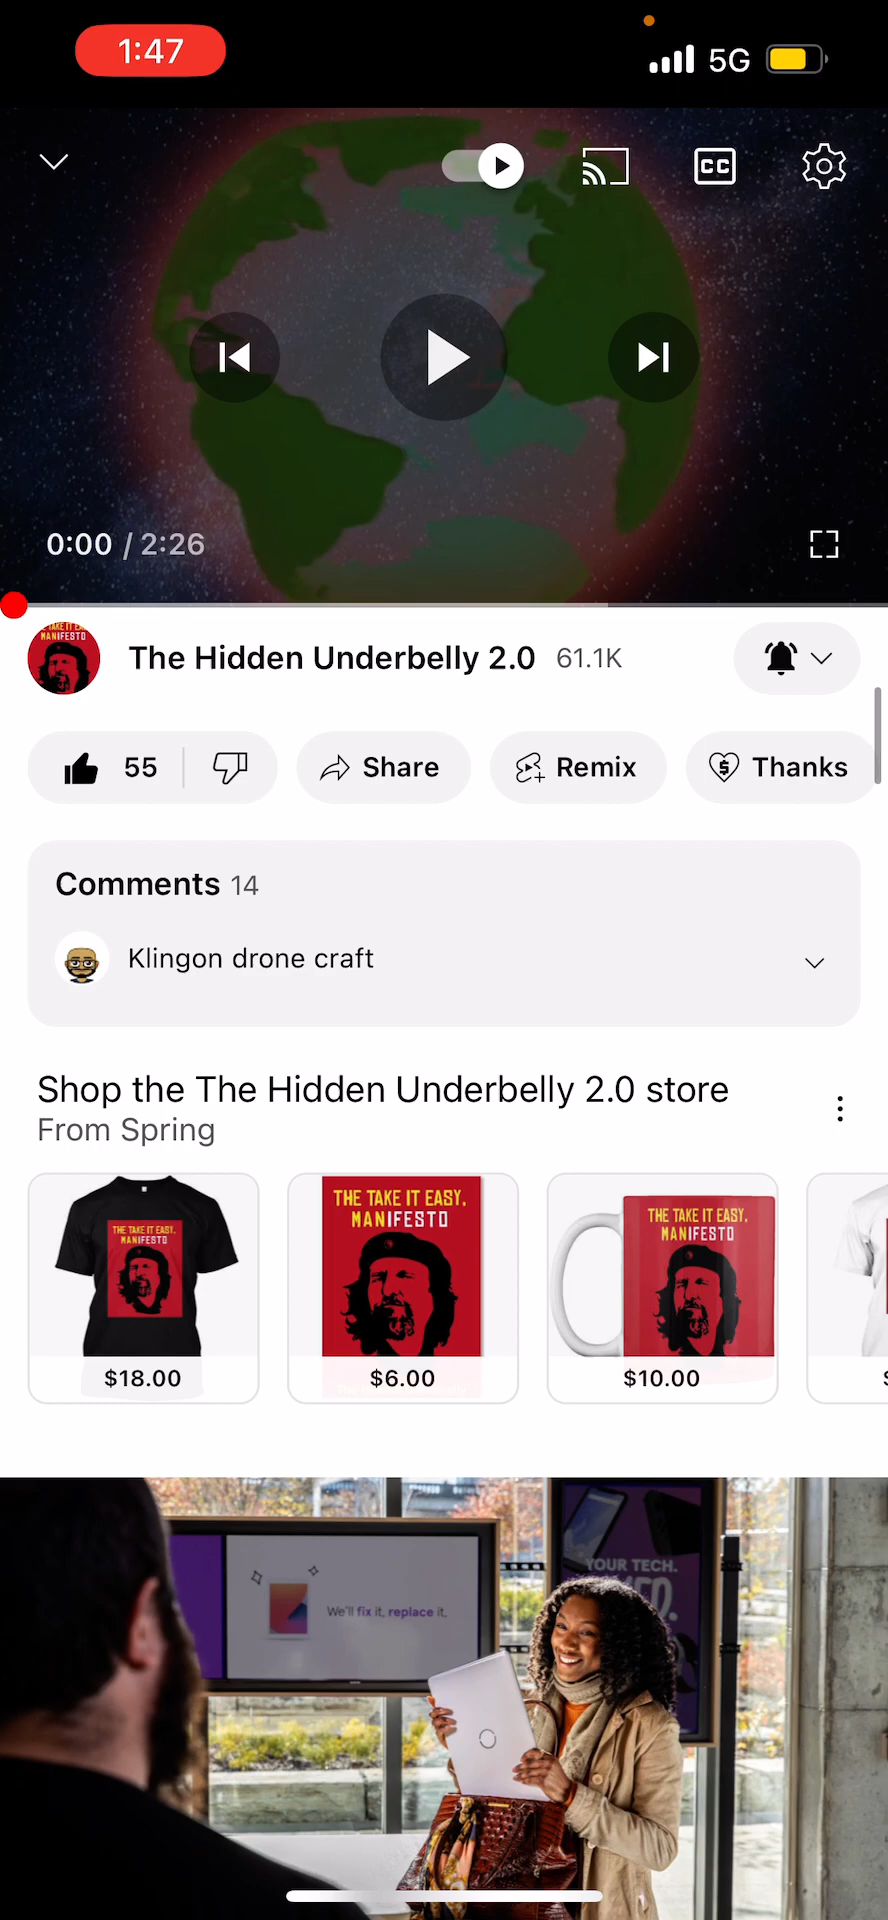 1:47
5G
CC
0:00 / 2:26
MANIFESTO
The Hidden Underbelly 2.0 61.1K
55
Share
Remix
Thanks
Comments 14
Klingon drone craft
Shop the The Hidden Underbelly 2.0 store
From Spring
THE TAKE IT EASY,
MANIFESTO
$18.00
THE TAKE IT EASY,
MANIFESTO
$6.00
THE TAKE IT EASY,
MANIFESTO
$10.00
We'll fix it, replace it.
YOUR TECH.